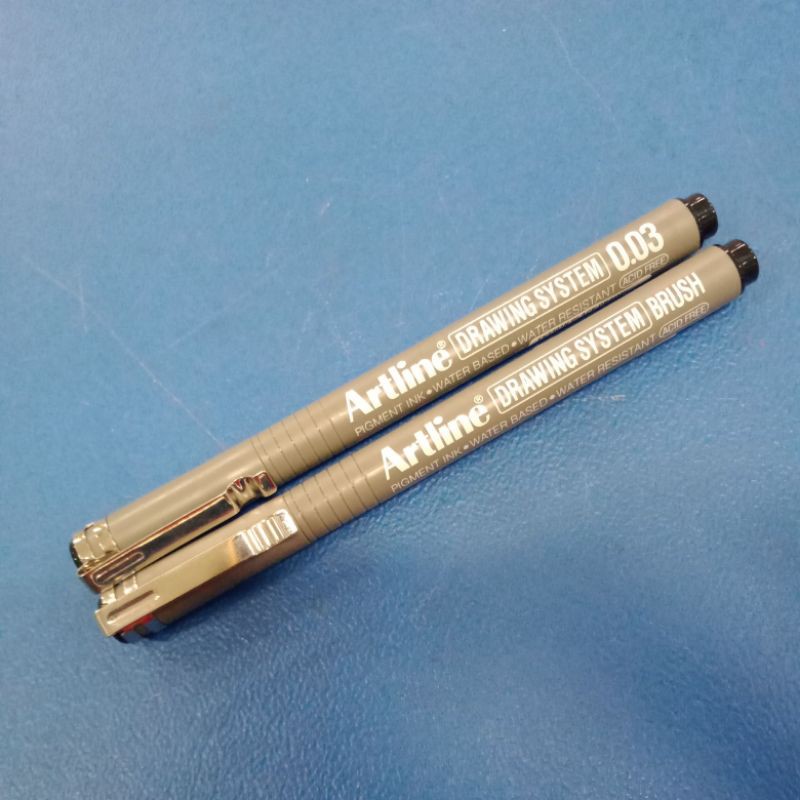 Artline® DRAWING SYSTEM 0.03
PIGMENT INK • WATER BASED • WATER RESISTANT ACID FREE
Artline® DRAWING SYSTEM BRUSH
PIGMENT INK • WATER BASED • WATER RESISTANT ACID FREE